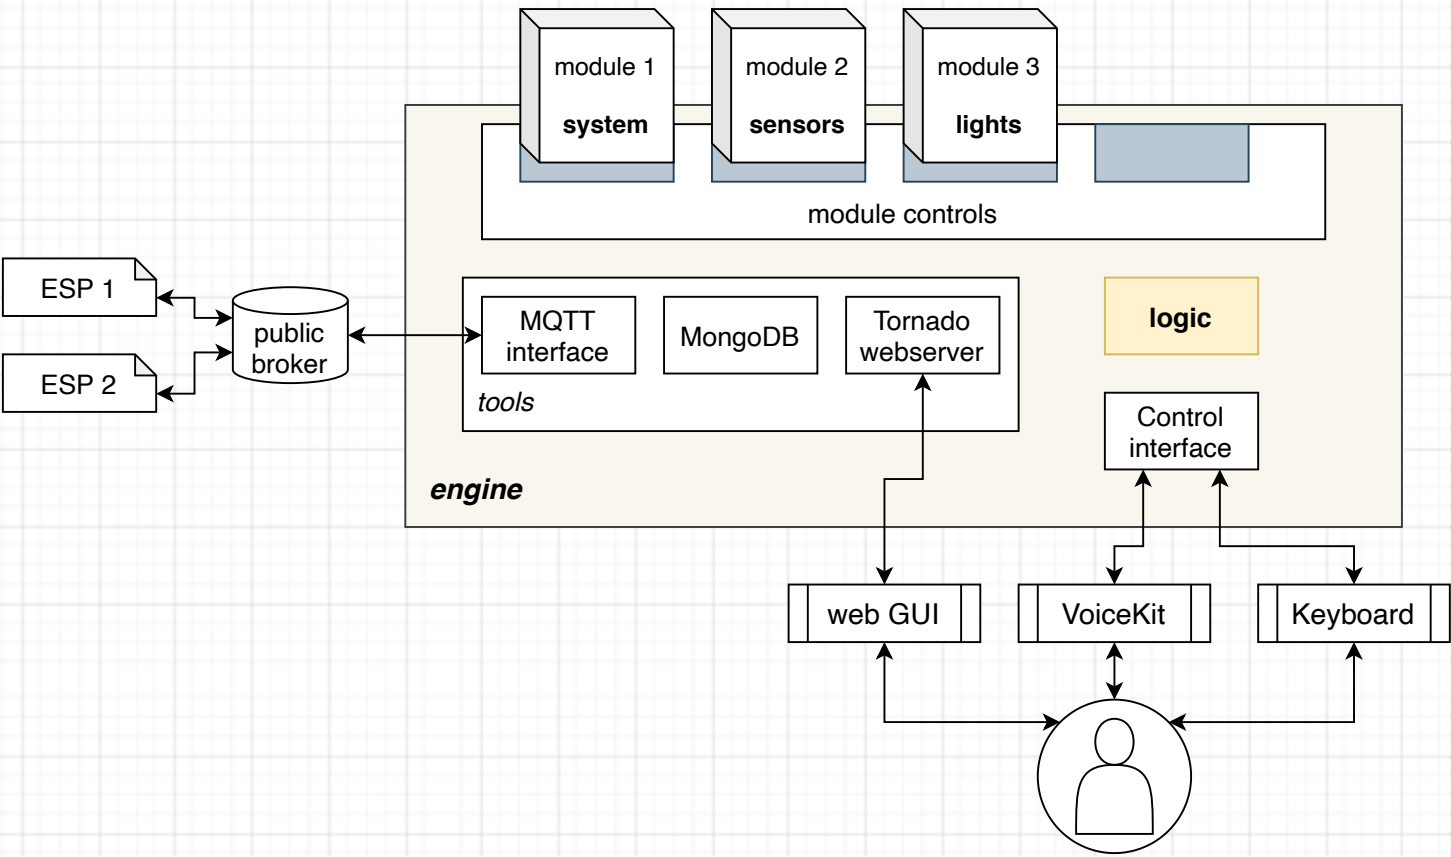 module 1
system
module 2
sensors
module 3
lights
module controls
ESP 1
ESP 2
public
broker
MQTT
interface
MongoDB
Tornado
webserver
tools
logic
Control
interface
engine
web GUI
VoiceKit
Keyboard